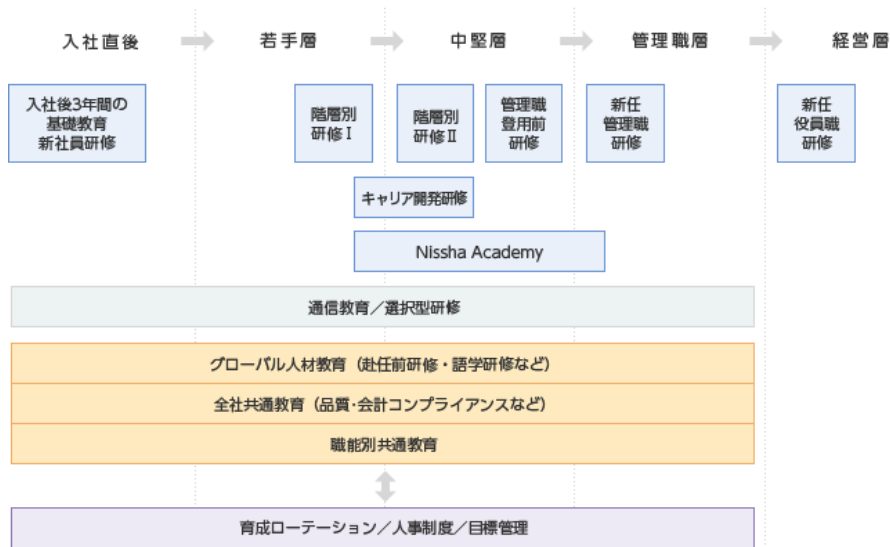 入社直後
若手層
中堅層
管理職層
経営層
入社後3年間の
基礎教育
新社員研修
階層別
研修Ⅰ
階層別
研修Ⅱ
管理職
登用前
研修
新任
管理職
研修
新任
役員職
研修
キャリア開発研修
Nissha Academy
通信教育／選択型研修
グローバル人材教育（赴任前研修・語学研修など）
全社共通教育（品質・会計コンプライアンスなど）
職能別共通教育
育成ローテーション／人事制度／目標管理